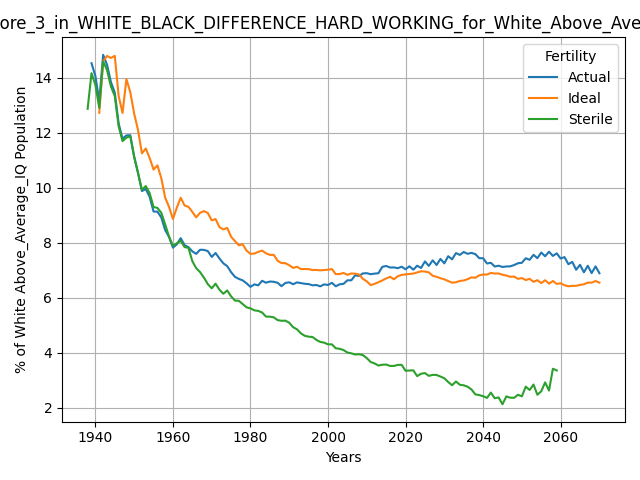 ore_3_in_WHITE_BLACK_DIFFERENCE_HARD_WORKING_for_White_Above_Ave
Fertility
Actual
Ideal
Sterile
% of White Above_Average_IQ Population
14
12
10
8
6
4
2
1940 1960 1980 2000 2020 2040 2060
Years